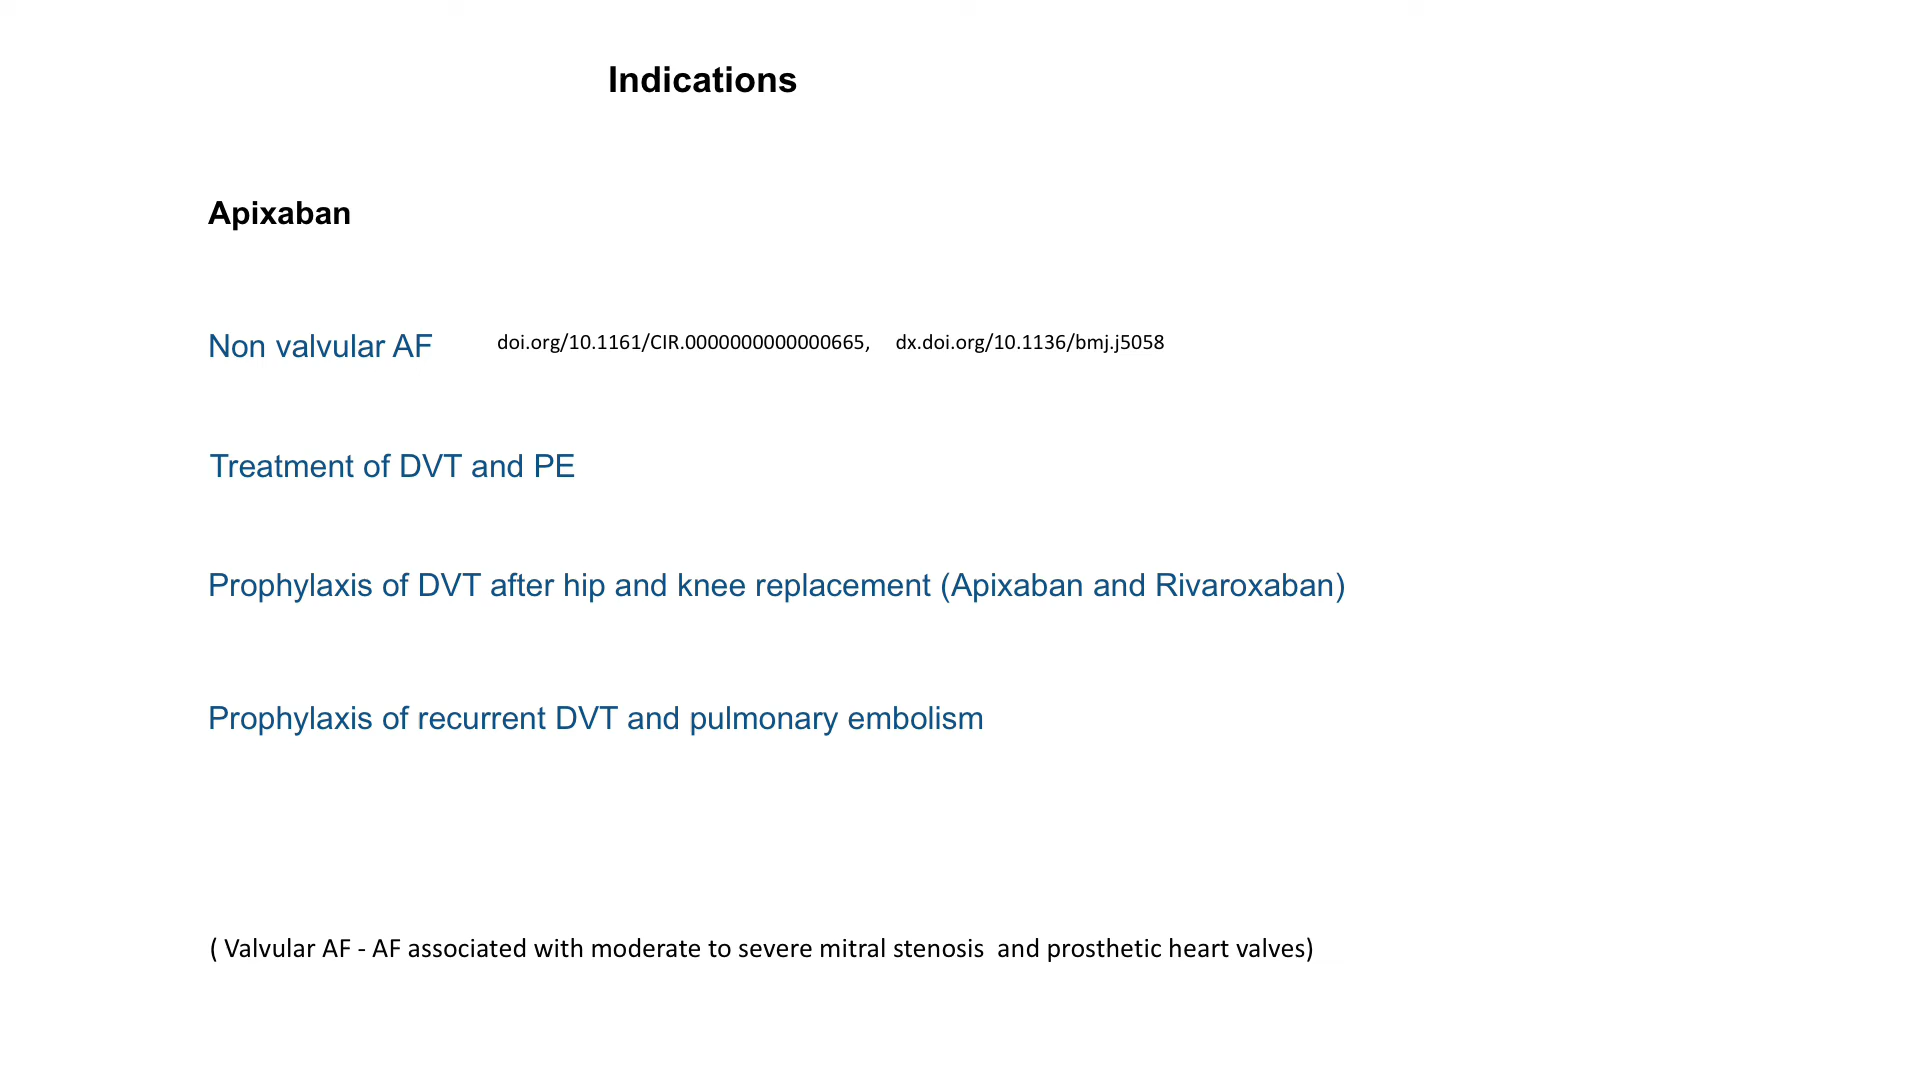 Indications
Apixaban
Non valvular AF doi.org/10.1161/CIR.0000000000000665, dx.doi.org/10.1136/bmj.j5058
Treatment of DVT and PE
Prophylaxis of DVT after hip and knee replacement (Apixaban and Rivaroxaban)
Prophylaxis of recurrent DVT and pulmonary embolism
( Valvular AF - AF associated with moderate to severe mitral stenosis and prosthetic heart valves)